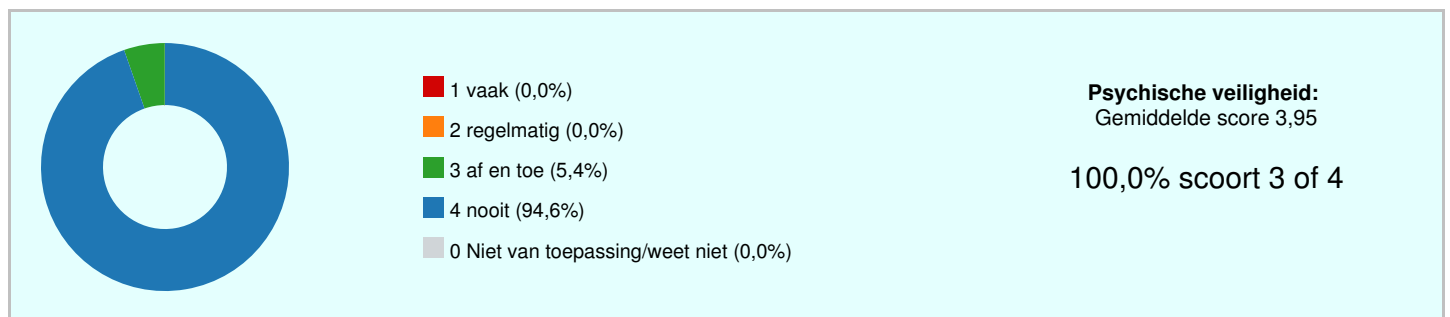 1 vaak (0,0%)
2 regelmatig (0,0%)
3 af en toe (5,4%)
4 nooit (94,6%)
0 Niet van toepassing/weet niet (0,0%)
Psychische veiligheid:
Gemiddelde score 3,95
100,0% scoort 3 of 4